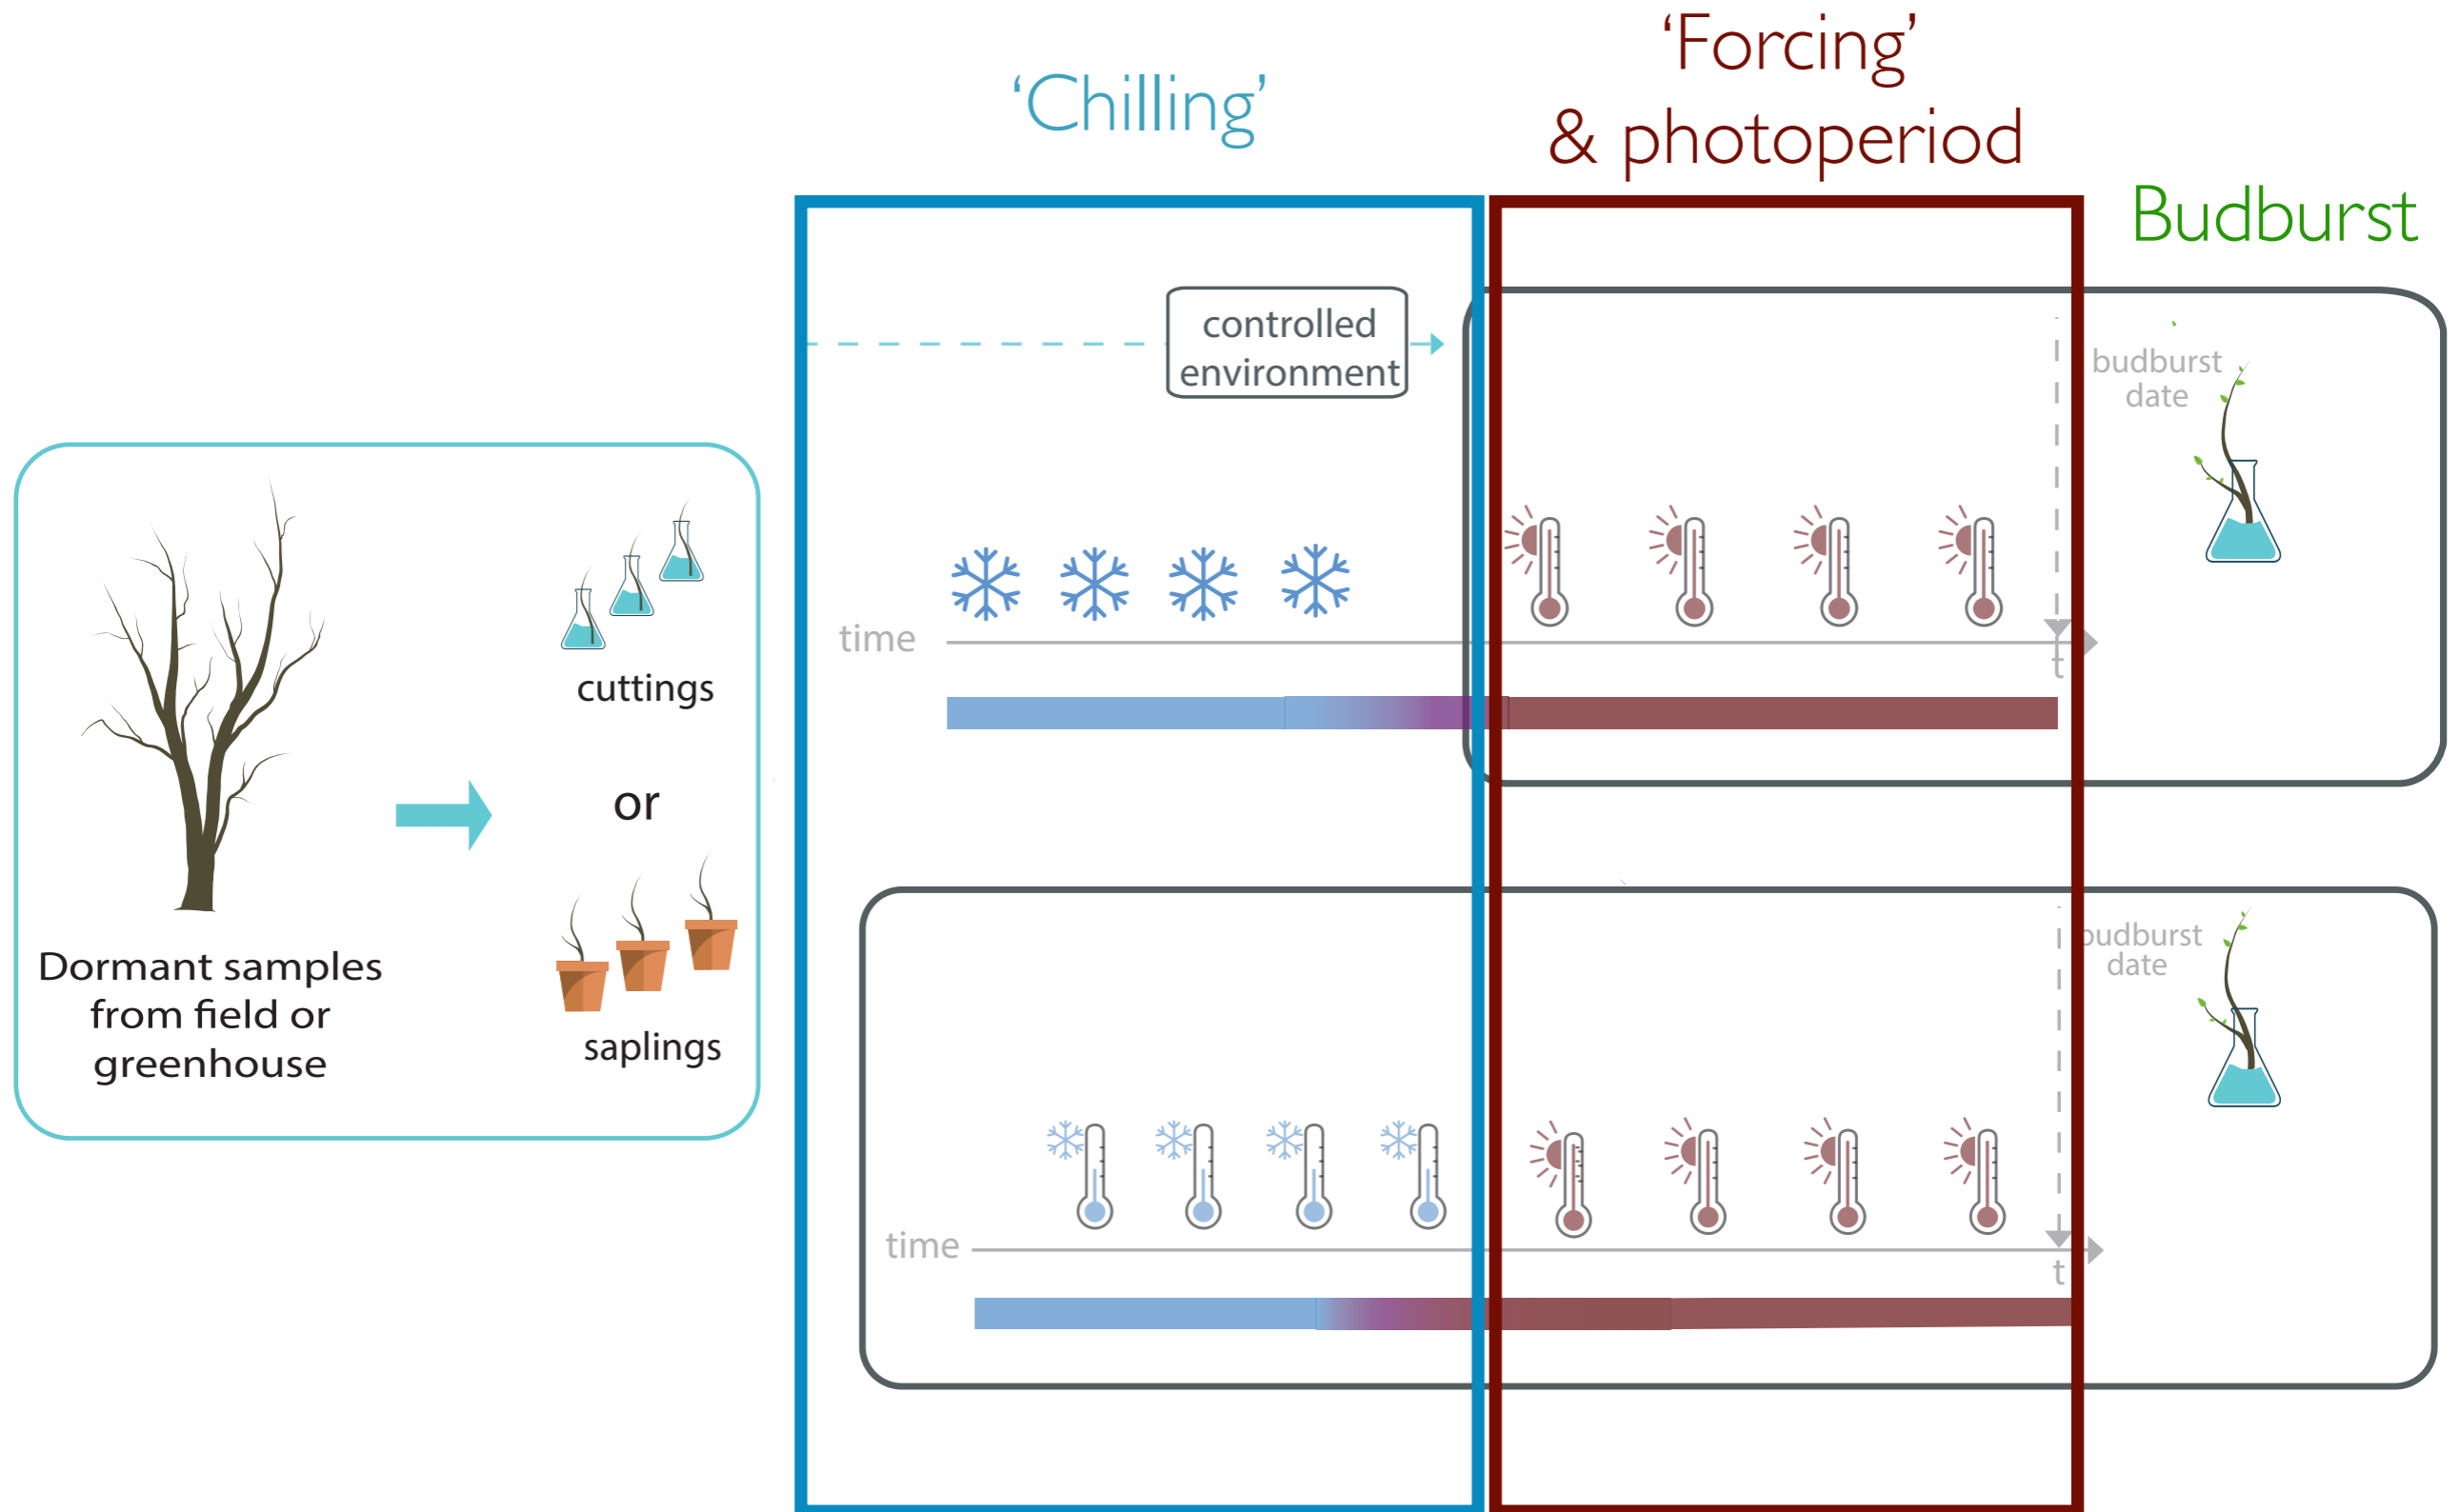 ‘Chilling’
‘Forcing’
& photoperiod
Budburst
controlled
environment
budburst
date
time
t
cuttings
or
saplings
Dormant samples
from field or
greenhouse
budburst
date
time
t